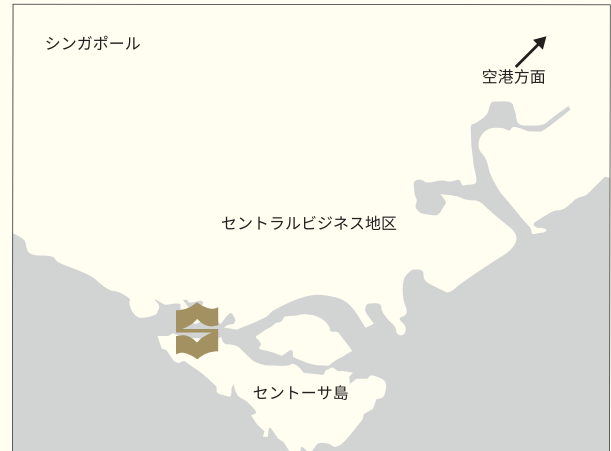 シンガポール
空港方面
セントラルビジネス地区
セントーサ島